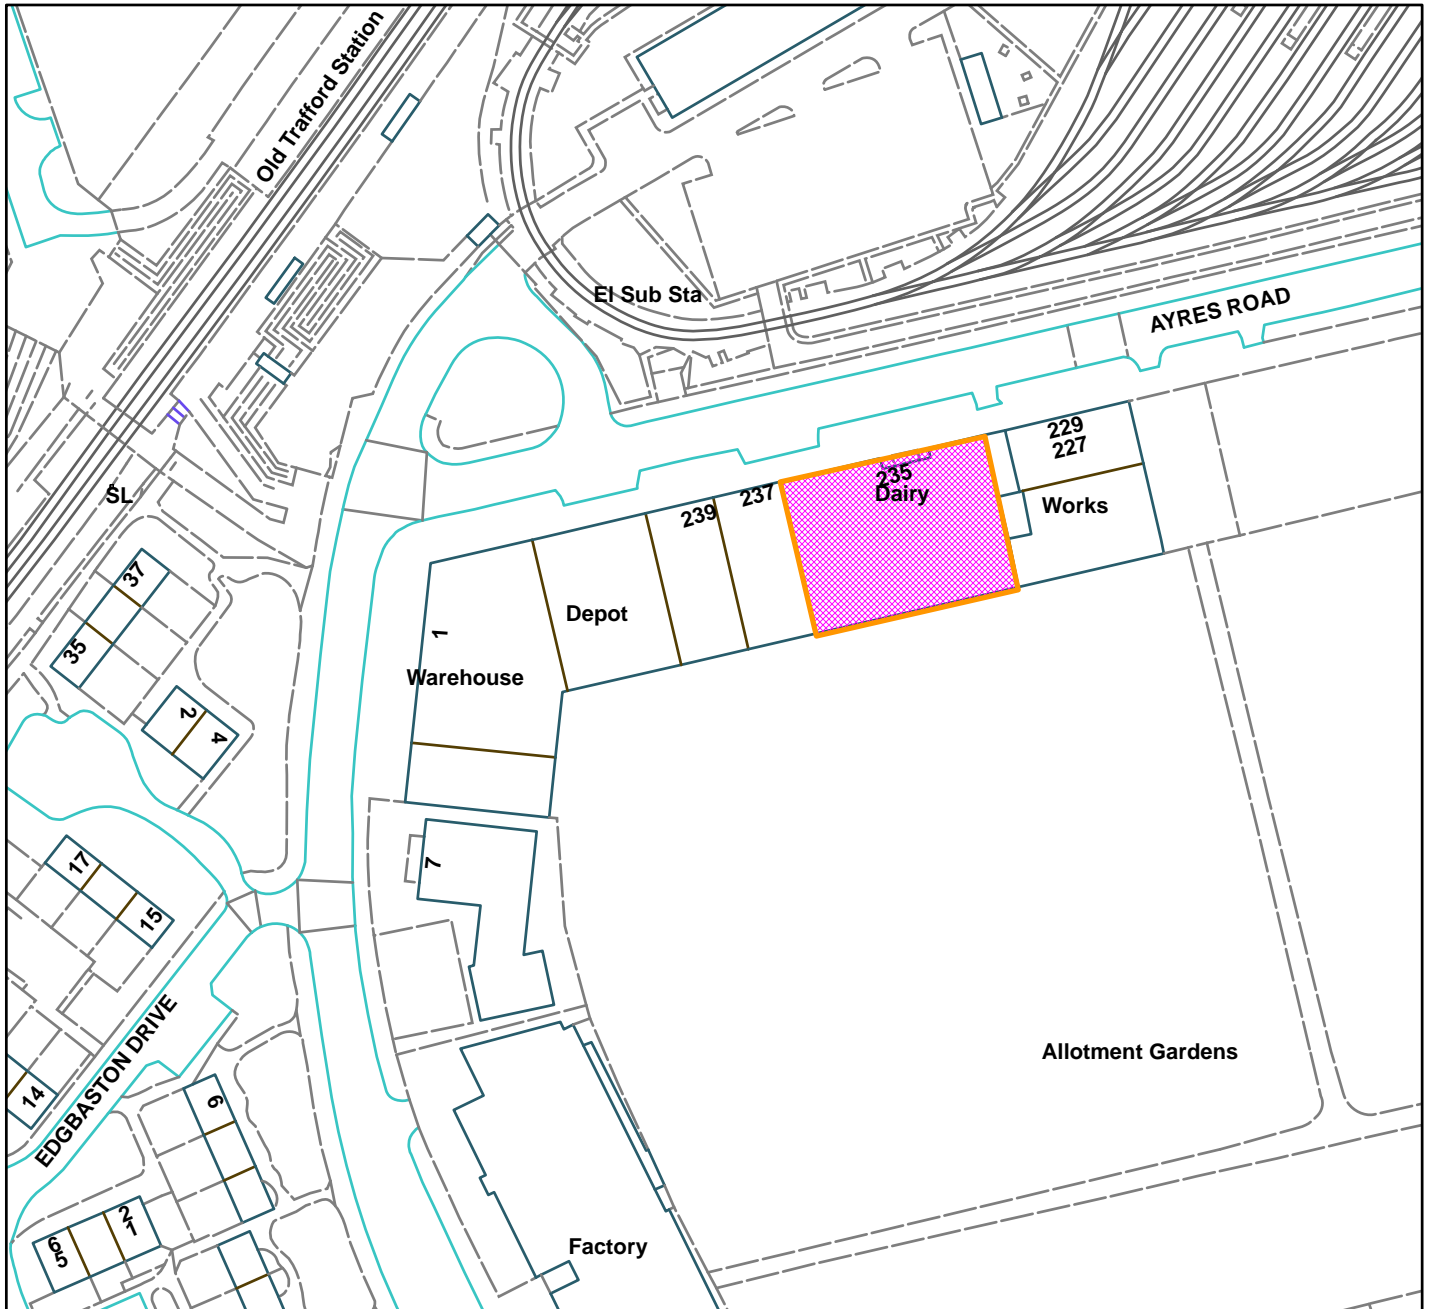 Old Trafford Station
El Sub Sta
AYRES ROAD
229
227
235
Dairy
237
239
Works
SL
37
35
Depot
1
Warehouse
2
4
7
17
15
14
EDGBASTON DRIVE
Allotment Gardens
6
2
1
6
5
Factory